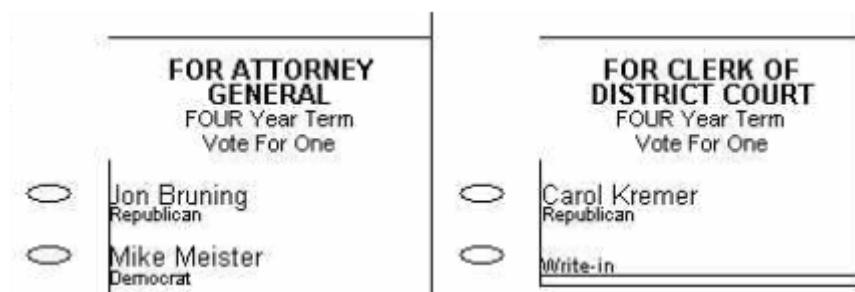 FOR ATTORNEY
GENERAL
FOUR Year Term
Vote For One
Jon Bruning
Republican
Mike Meister
Democrat
FOR CLERK OF
DISTRICT COURT
FOUR Year Term
Vote For One
Carol Kremer
Republican
Write-in